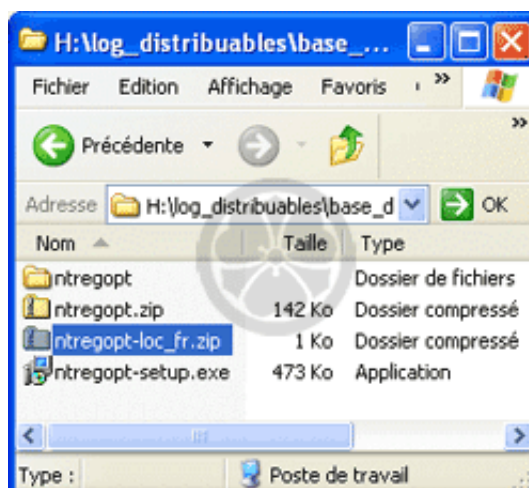 H:\log_distribuables\base_...
Fichier Edition Affichage Favoris »
Précédente »
Adresse H:\log_distribuables\base_d OK
Nom Taille Type
ntregopt Dossier de fichiers
ntregopt.zip 142 Ko Dossier compressé
ntregopt-loc_fr.zip 1 Ko Dossier compressé
ntregopt-setup.exe 473 Ko Application
Type : Poste de travail